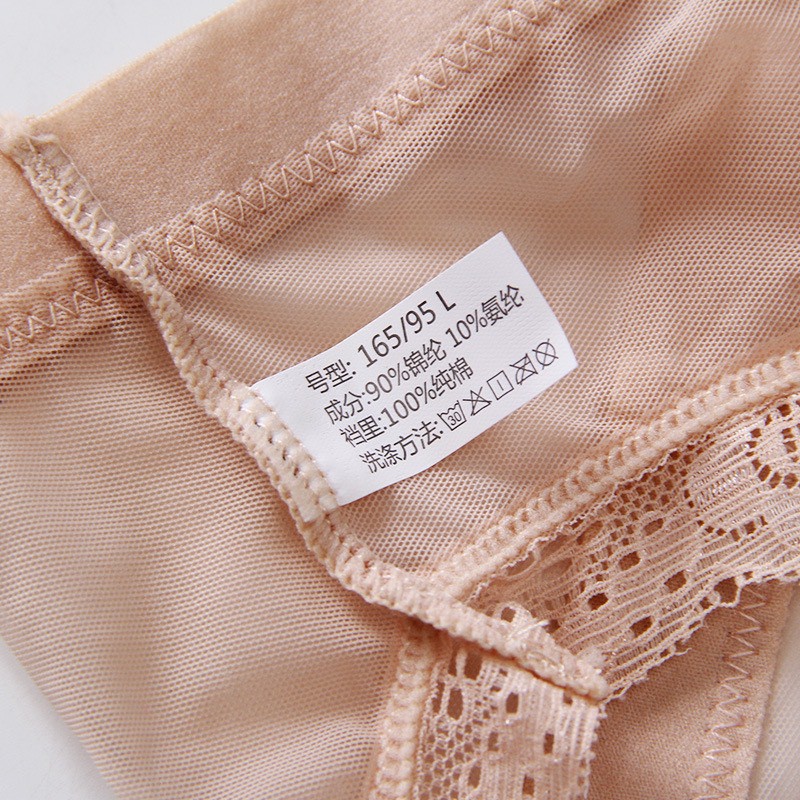 号型: 165/95 L
成分:90%锦纶 10%氨纶
裆里:100%纯棉
洗涤方法: 30